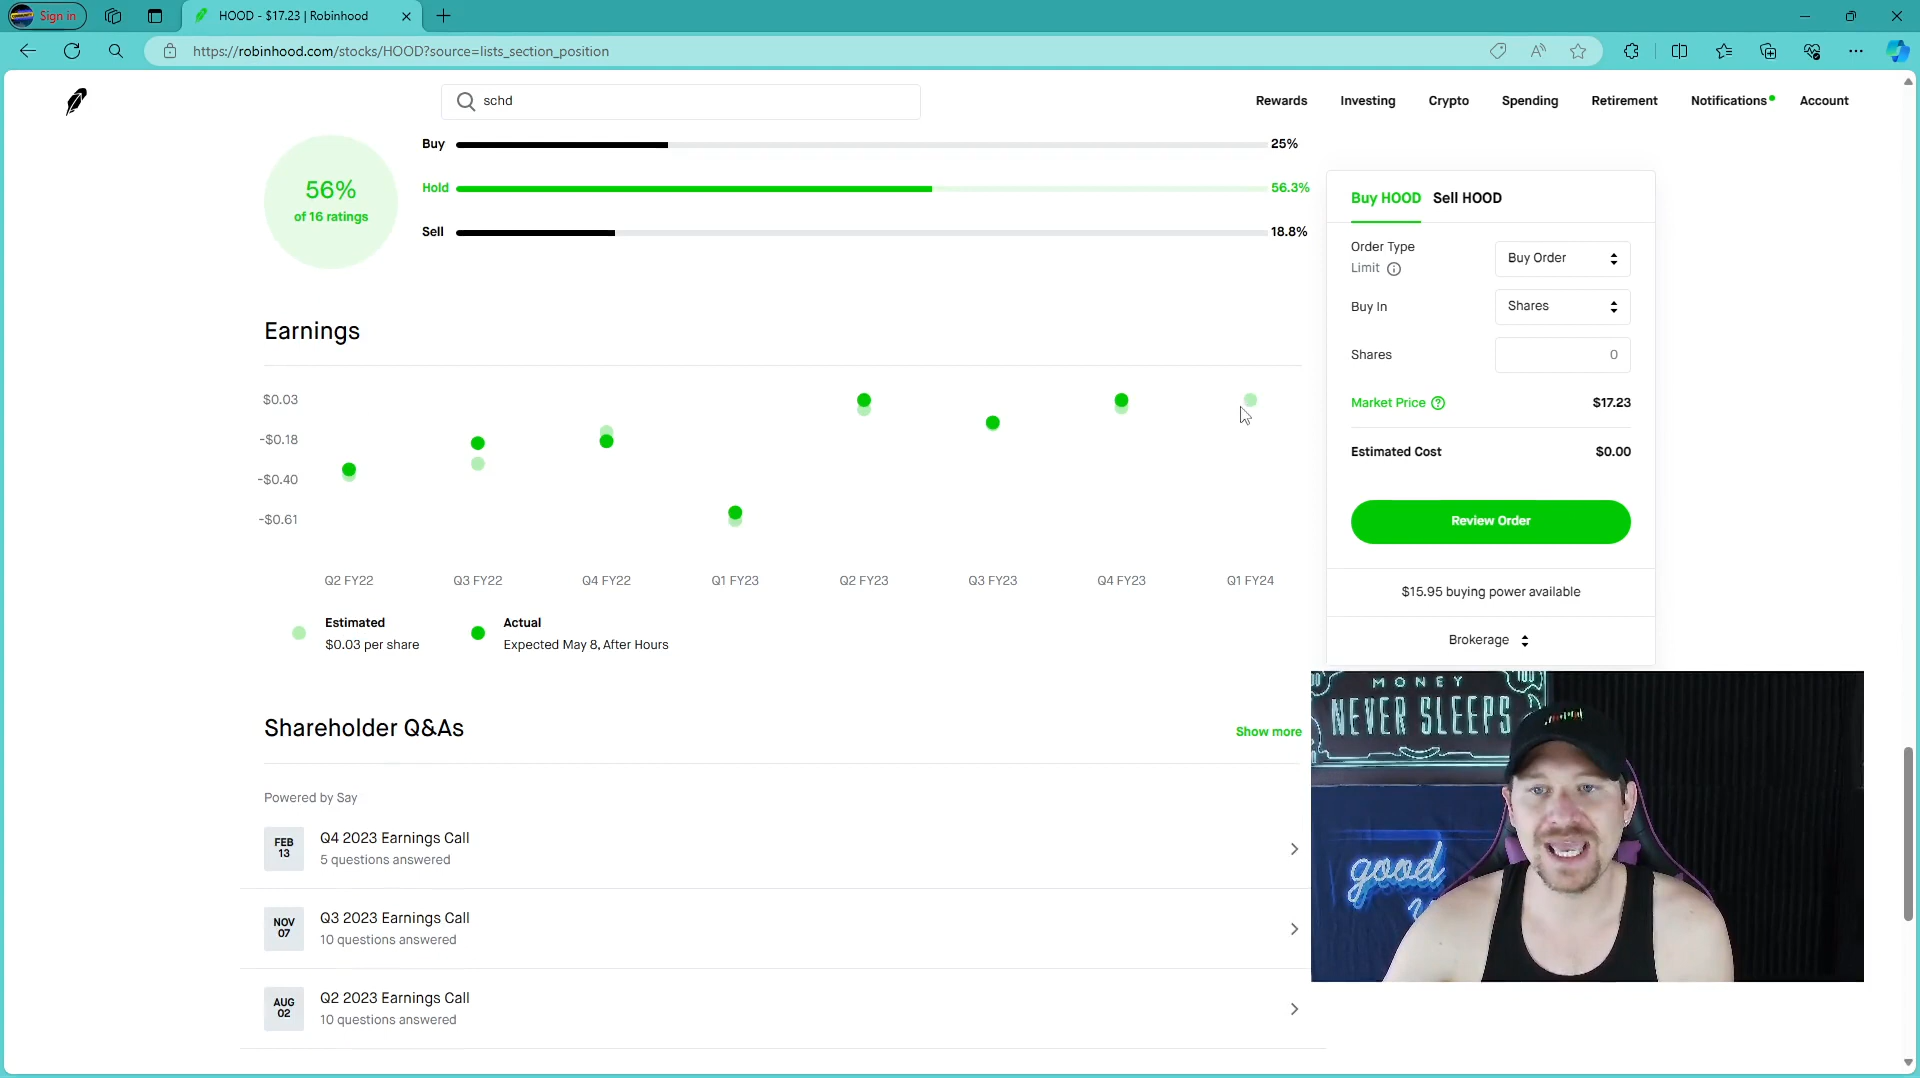 Sign in
HOOD - $17.23 | Robinhood
https://robinhood.com/stocks/HOOD?source=lists_section_position
schd
Rewards
Investing
Crypto
Spending
Retirement
Notifications
Account
56%
of 16 ratings
Buy
25%
Hold
56.3%
Sell
18.8%
Buy HOOD
Sell HOOD
Order Type
Limit
Buy Order
Buy In
Shares
Shares
0
Market Price
$17.23
Estimated Cost
$0.00
Review Order
$15.95 buying power available
Brokerage
Earnings
$0.03
-$0.18
-$0.40
-$0.61
Q2 FY22
Q3 FY22
Q4 FY22
Q1 FY23
Q2 FY23
Q3 FY23
Q4 FY23
Q1 FY24
Estimated
$0.03 per share
Actual
Expected May 8, After Hours
Shareholder Q&As
Show more
Powered by Say
FEB
13
Q4 2023 Earnings Call
5 questions answered
NOV
07
Q3 2023 Earnings Call
10 questions answered
AUG
02
Q2 2023 Earnings Call
10 questions answered
MONEY
NEVER SLEEPS
good